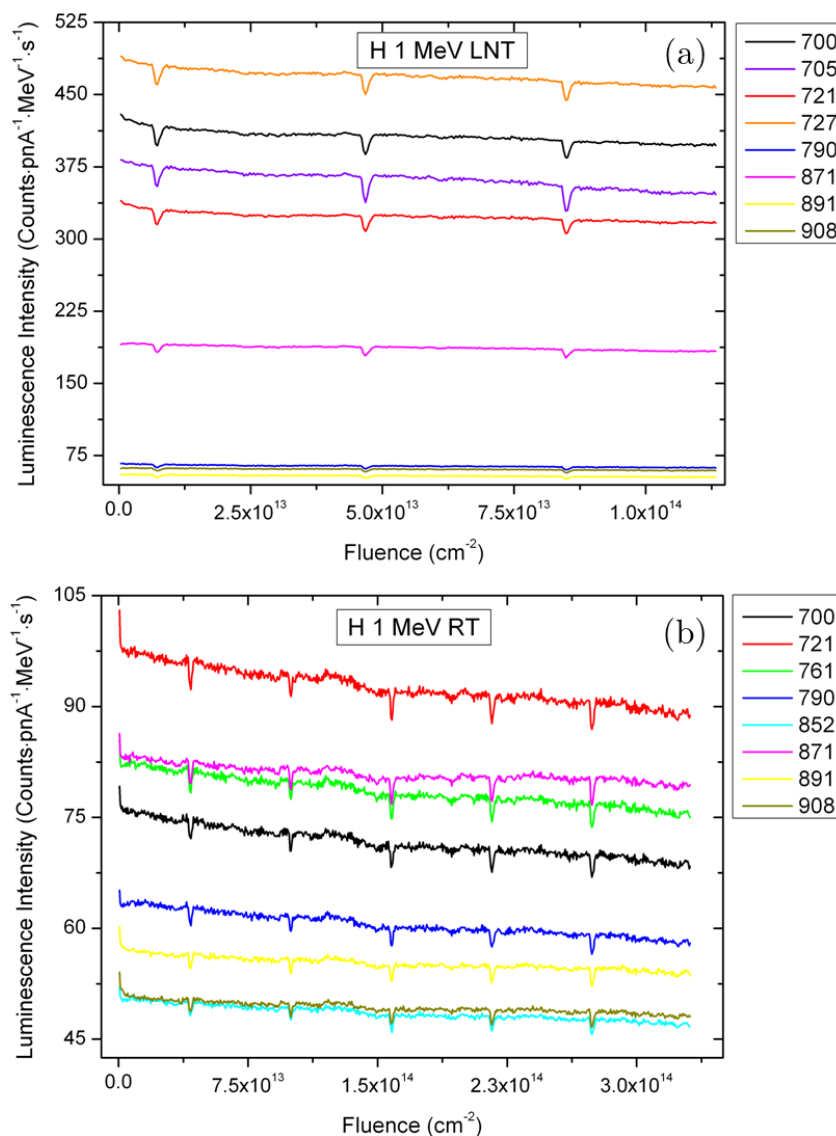 H 1 MeV LNT
(a)
Luminescence Intensity (Counts·pnA⁻¹·MeV⁻¹·s⁻¹)
525
450
375
300
225
150
75
0.0
2.5x10¹³
5.0x10¹³
7.5x10¹³
1.0x10¹⁴
Fluence (cm⁻²)
700
705
721
727
790
871
891
908
H 1 MeV RT
(b)
Luminescence Intensity (Counts·pnA⁻¹·MeV⁻¹·s⁻¹)
105
90
75
60
45
0.0
7.5x10¹³
1.5x10¹⁴
2.3x10¹⁴
3.0x10¹⁴
Fluence (cm⁻²)
700
721
761
790
852
871
891
908